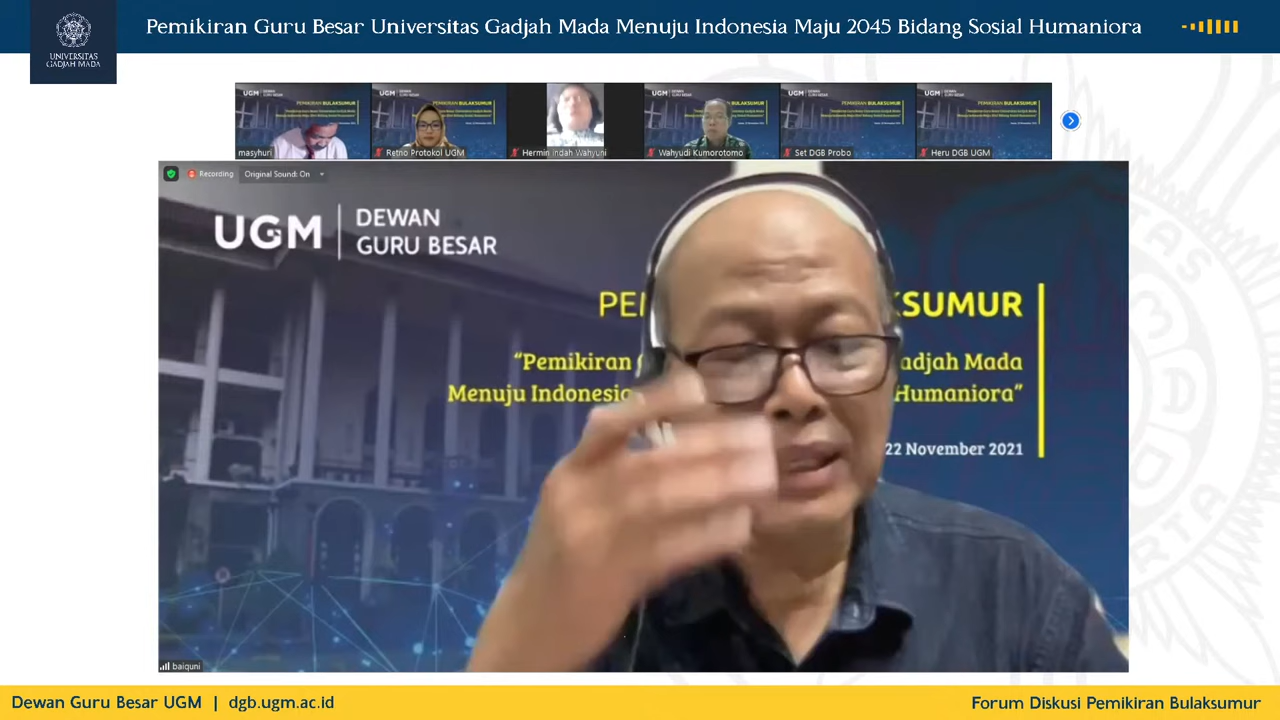 Pemikiran Guru Besar Universitas Gadjah Mada Menuju Indonesia Maju 2045 Bidang Sosial Humaniora
UNIVERSITAS
GADJAH MADA
masyhuri
Retno Protokol UGM
Hermin Indah Wahyuni
Wahyudi Kumorotomo
Set DGB Probo
Heru DGB UGM
Recording
Original Sound: On
UGM
DEWAN
GURU BESAR
PE
KSUMUR
“Pemikiran
adjah Mada
Menuju Indonesia
Humaniora”
22 November 2021
baiquni
Dewan Guru Besar UGM | dgb.ugm.ac.id
Forum Diskusi Pemikiran Bulaksumur